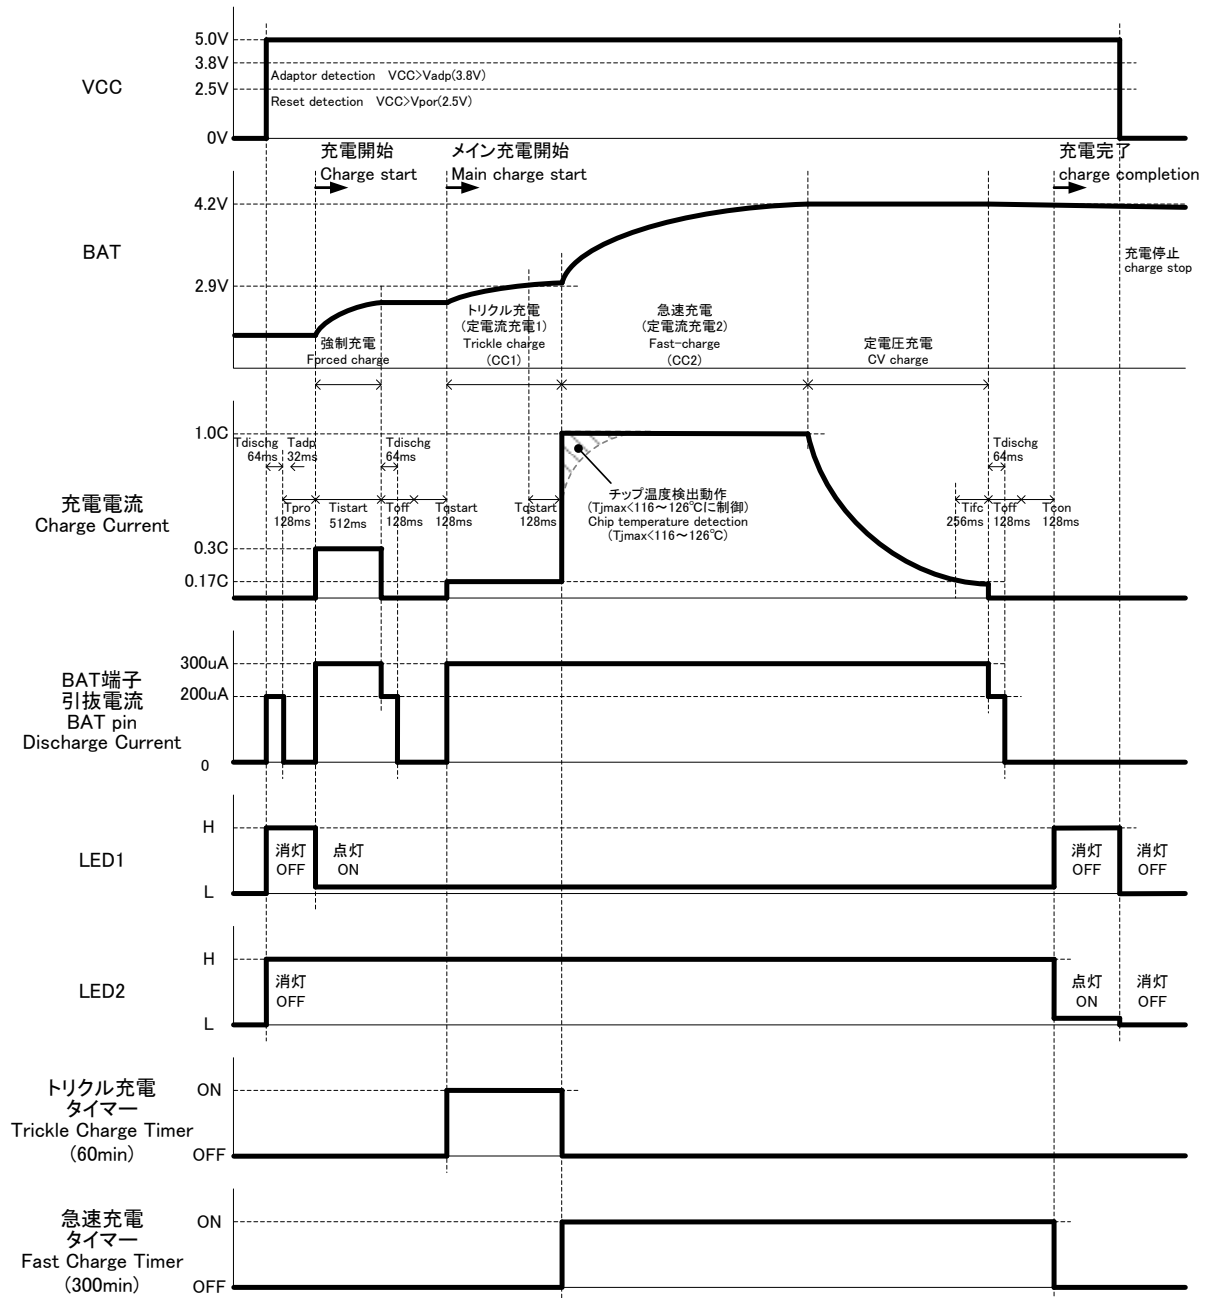 VCC
5.0V
3.8V
2.5V
0V
Adaptor detection VCC>Vadp(3.8V)
Reset detection VCC>Vpor(2.5V)
充電開始
Charge start
メイン充電開始
Main charge start
充電完了
charge completion
BAT
4.2V
2.9V
充電停止
charge stop
強制充電
Forced charge
トリクル充電
(定電流充電1)
Trickle charge
(CC1)
急速充電
(定電流充電2)
Fast-charge
(CC2)
定電圧充電
CV charge
充電電流
Charge Current
1.0C
0.3C
0.17C
Tdischg
64ms
Tadp
32ms
Tdischg
64ms
Tdischg
64ms
Tpro
128ms
Tistart
512ms
Toff
128ms
Tqstart
128ms
Tqstart
128ms
チップ温度検出動作
(Tjmax<116~126℃に制御)
Chip temperature detection
(Tjmax<116~126℃)
Tifc
256ms
Toff
128ms
Tcon
128ms
BAT端子
引抜電流
BAT pin
Discharge Current
300uA
200uA
0
LED1
H
L
消灯
OFF
点灯
ON
消灯
OFF
消灯
OFF
LED2
H
L
消灯
OFF
点灯
ON
消灯
OFF
トリクル充電
タイマー
Trickle Charge Timer
(60min)
ON
OFF
急速充電
タイマー
Fast Charge Timer
(300min)
ON
OFF